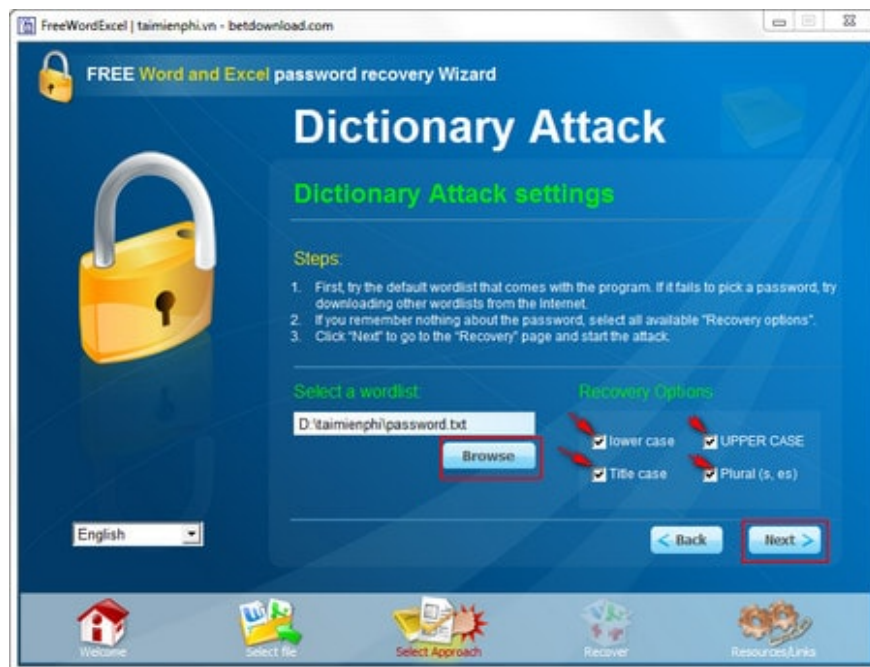 FreeWordExcel | taimienphi.vn - betdownload.com
FREE Word and Excel password recovery Wizard
Dictionary Attack
Dictionary Attack settings
Steps:
1. First, try the default wordlist that comes with the program. If it fails to pick a password, try
downloading other wordlists from the Internet.
2. If you remember nothing about the password, select all available "Recovery options".
3. Click "Next" to go to the "Recovery" page and start the attack.
Select a wordlist:
Recovery Options
D:\taimienphi\password.txt
Browse
lower case
UPPER CASE
Title case
Plural (s, es)
English
< Back
Next >
Welcome
Select file
Select Approach
Recover
Resources/Links